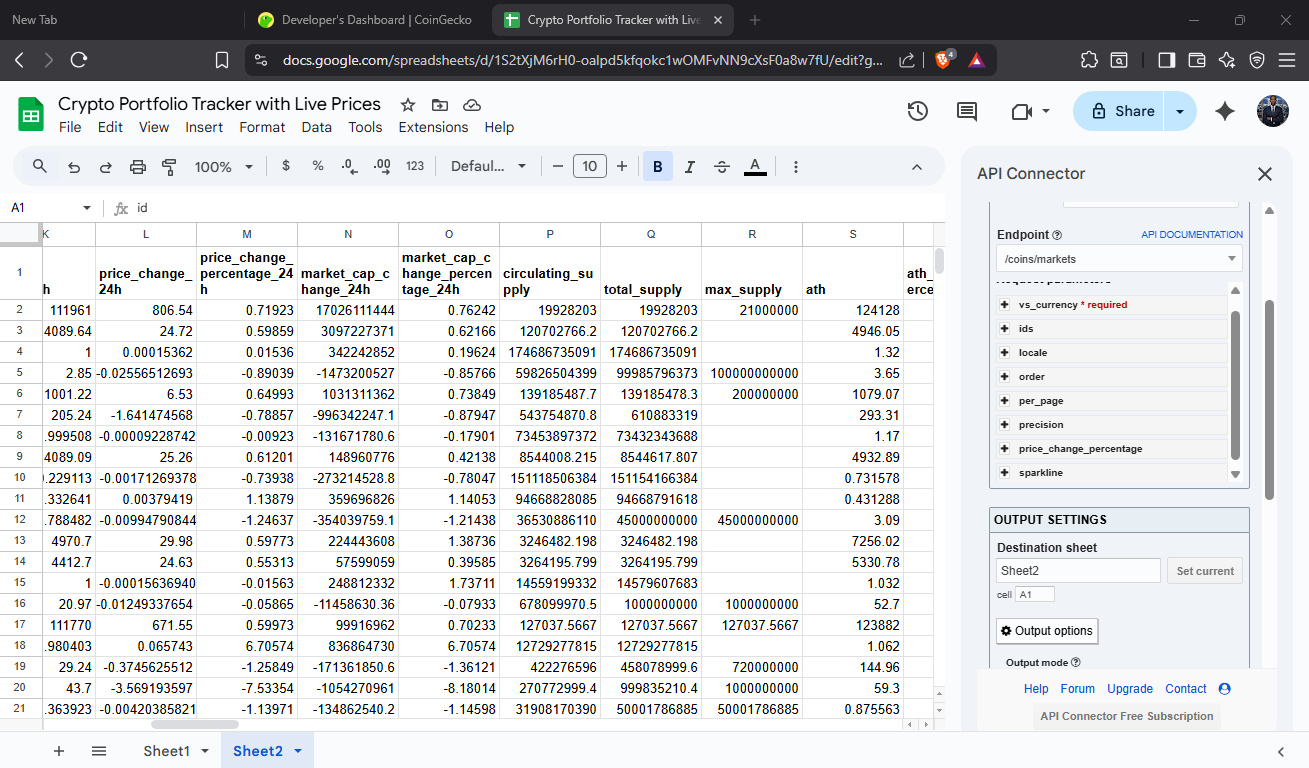 New Tab
Developer's Dashboard | CoinGecko
Crypto Portfolio Tracker with Live
docs.google.com/spreadsheets/d/1S2tXjM6rH0-oalpd5kfqokc1wOMFvNN9cXsF0a8w7fU/edit?g...
4
Crypto Portfolio Tracker with Live Prices
File Edit View Insert Format Data Tools Extensions Help
Share
100% $ % .0 .00 123 Defaul... 10 B I S A
A1 fx id
API Connector
Endpoint API DOCUMENTATION
/coins/markets
Request parameters
vs_currency * required
ids
locale
order
per_page
precision
price_change_percentage
sparkline
OUTPUT SETTINGS
Destination sheet
Sheet2 Set current
cell A1
Output options
Output mode
Help Forum Upgrade Contact
API Connector Free Subscription
K L M N O P Q R S
1 h price_change_24h price_change_percentage_24h market_cap_change_24h market_cap_change_percentage_24h circulating_supply total_supply max_supply ath ath_ erce
2 111961 806.54 0.71923 17026111444 0.76242 19928203 19928203 21000000 124128
3 4089.64 24.72 0.59859 3097227371 0.62166 120702766.2 120702766.2 4946.05
4 1 0.00015362 0.01536 342242852 0.19624 174686735091 174686735091 1.32
5 2.85 -0.02556512693 -0.89039 -1473200527 -0.85766 59826504399 99985796373 100000000000 3.65
6 1001.22 6.53 0.64993 1031311362 0.73849 139185487.7 139185478.3 200000000 1079.07
7 205.24 -1.641474568 -0.78857 -996342247.1 -0.87947 543754870.8 610883319 293.31
8 .999508 -0.00009228742 -0.00923 -131671780.6 -0.17901 73453897372 73432343688 1.17
9 4089.09 25.26 0.61201 148960776 0.42138 8544008.215 8544617.807 4932.89
10 .229113 -0.00171269378 -0.73938 -273214528.8 -0.78047 151118506384 151154166384 0.731578
11 .332641 0.00379419 1.13879 359696826 1.14053 94668828085 94668791618 0.431288
12 .788482 -0.00994790844 -1.24637 -354039759.1 -1.21438 36530886110 45000000000 45000000000 3.09
13 4970.7 29.98 0.59773 224443608 1.38736 3246482.198 3246482.198 7256.02
14 4412.7 24.63 0.55313 57599059 0.39585 3264195.799 3264195.799 5330.78
15 1 -0.00015636940 -0.01563 248812332 1.73711 14559199332 14579607683 1.032
16 20.97 -0.01249337654 -0.05865 -11458630.36 -0.07933 678099970.5 1000000000 1000000000 52.7
17 111770 671.55 0.59973 99916962 0.70233 127037.5667 127037.5667 127037.5667 123882
18 .980403 0.065743 6.70574 836864730 6.70574 12729277815 12729277815 1.062
19 29.24 -0.3745625512 -1.25849 -171361850.6 -1.36121 422276596 458078999.6 720000000 144.96
20 43.7 -3.569193597 -7.53354 -1054270961 -8.18014 270772999.4 999835210.4 1000000000 59.3
21 .363923 -0.00420385821 -1.13971 -134862540.2 -1.14598 31908170390 50001786885 50001786885 0.875563
Sheet1 Sheet2